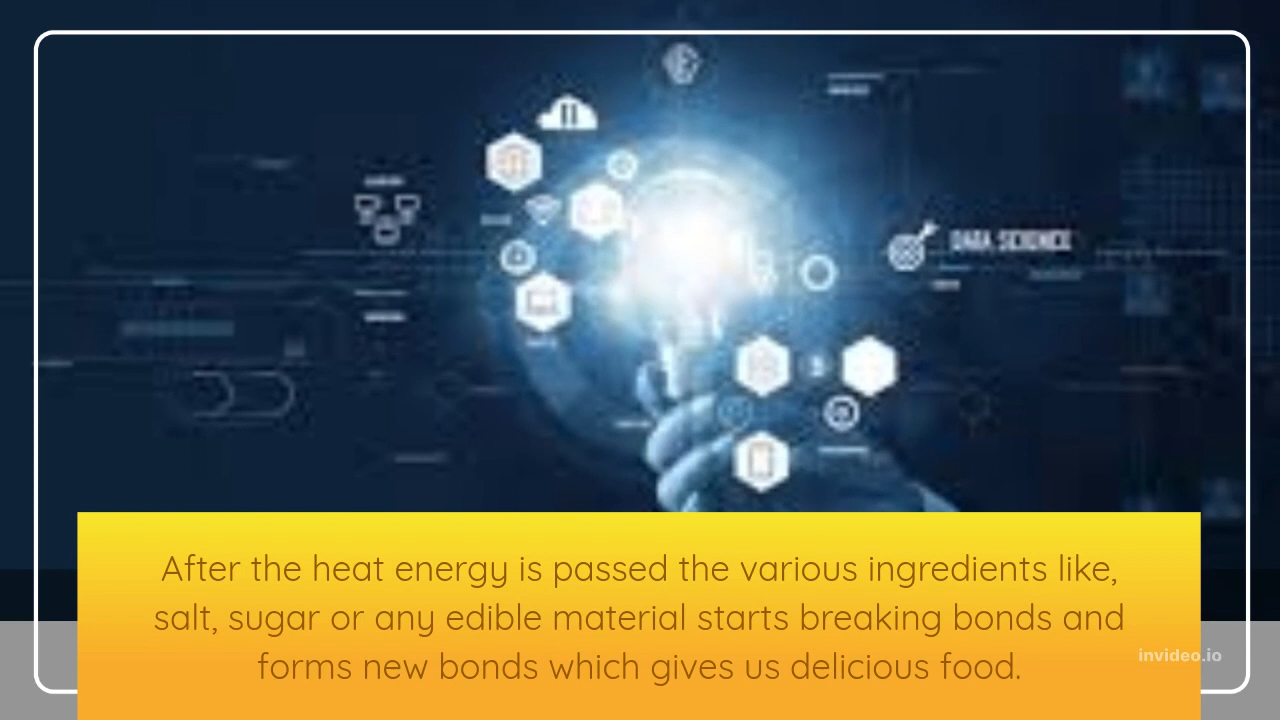 DATA SCIENCE
After the heat energy is passed the various ingredients like,
salt, sugar or any edible material starts breaking bonds and
forms new bonds which gives us delicious food.
invideo.io